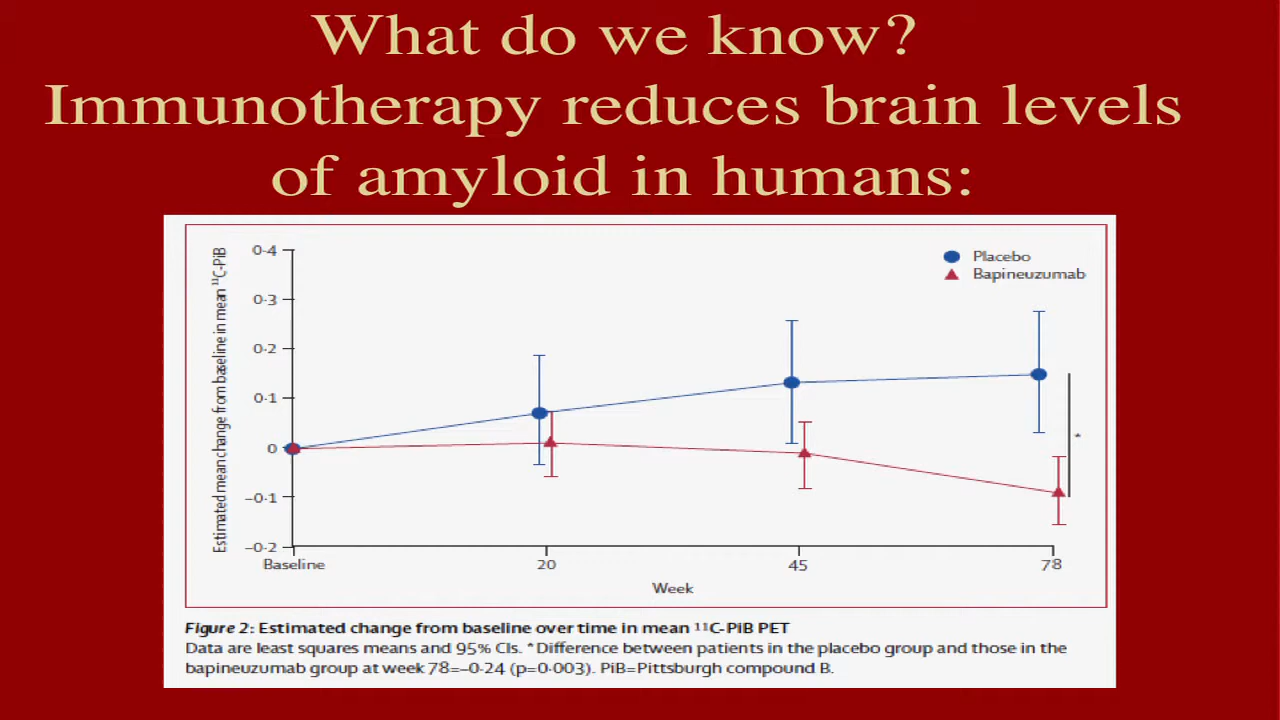 What do we know?
Immunotherapy reduces brain levels
of amyloid in humans:
Estimated mean change from baseline in mean ¹¹C-PiB
0·4
0·3
0·2
0·1
0
–0·1
–0·2
Placebo
Bapineuzumab
*
Baseline
20
45
78
Week
Figure 2: Estimated change from baseline over time in mean ¹¹C-PiB PET
Data are least squares means and 95% CIs. *Difference between patients in the placebo group and those in the
bapineuzumab group at week 78=–0·24 (p=0·003). PiB=Pittsburgh compound B.